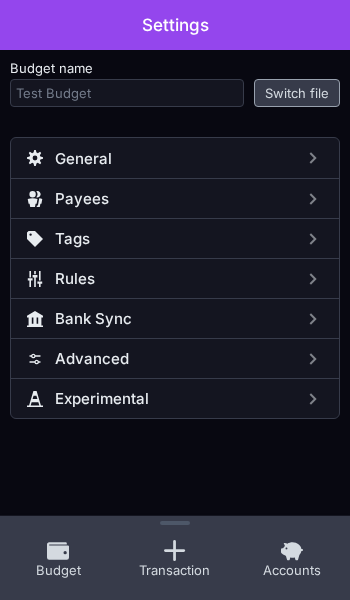 Settings
Budget name
Test Budget
Switch file
General
Payees
Tags
Rules
Bank Sync
Advanced
Experimental
Budget
Transaction
Accounts